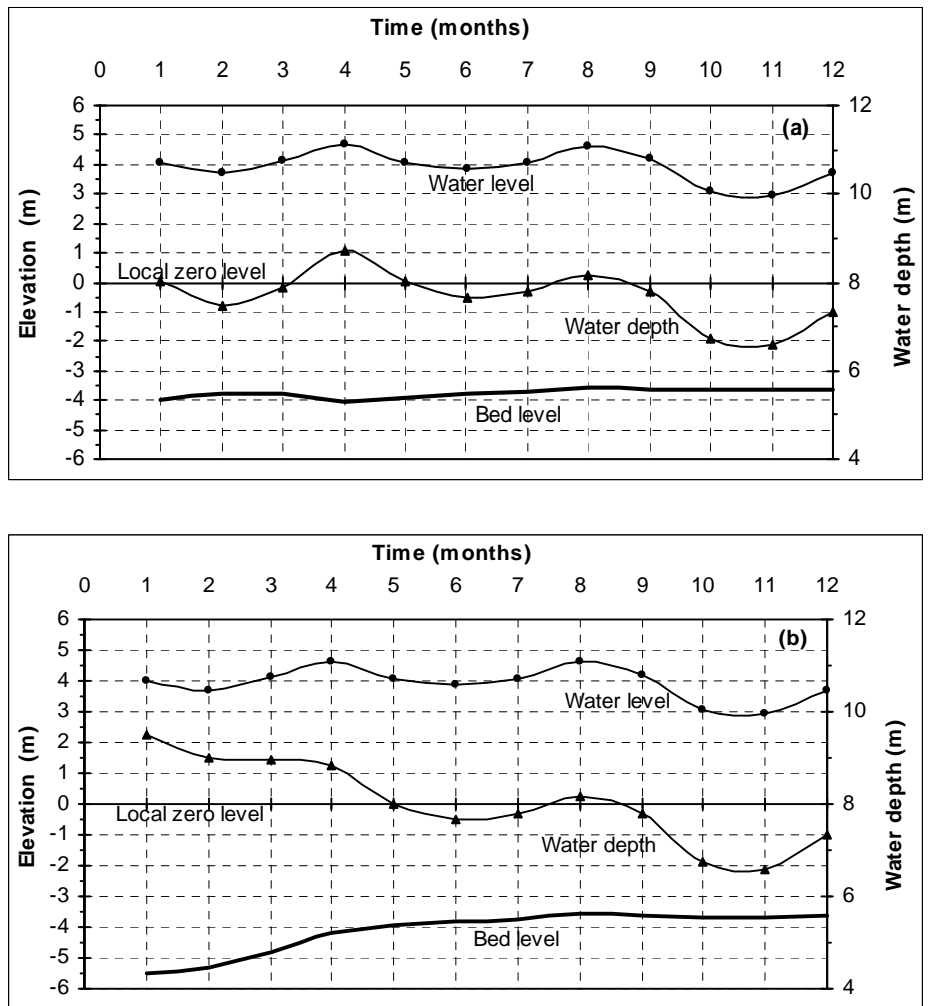 Time (months)
0 1 2 3 4 5 6 7 8 9 10 11 12
6 12
(a)
5
4
Water level
3 10
2
1
Local zero level
0 8
-1
Water depth
-2
-3 6
-4
Bed level
-5
-6 4
Elevation (m)
Water depth (m)
Time (months)
0 1 2 3 4 5 6 7 8 9 10 11 12
6 12
(b)
5
4
Water level
3 10
2
1
0 8
Local zero level
-1
Water depth
-2
-3 6
-4
Bed level
-5
-6 4
Elevation (m)
Water depth (m)